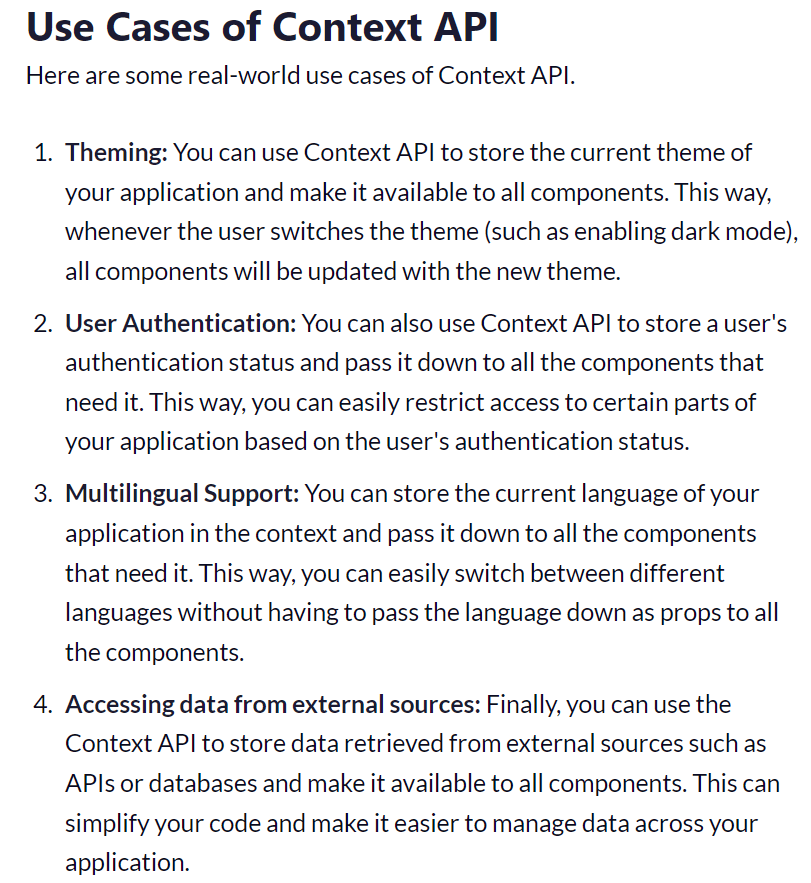 Use Cases of Context API
Here are some real-world use cases of Context API.
1. Theming: You can use Context API to store the current theme of
your application and make it available to all components. This way,
whenever the user switches the theme (such as enabling dark mode),
all components will be updated with the new theme.
2. User Authentication: You can also use Context API to store a user's
authentication status and pass it down to all the components that
need it. This way, you can easily restrict access to certain parts of
your application based on the user's authentication status.
3. Multilingual Support: You can store the current language of your
application in the context and pass it down to all the components
that need it. This way, you can easily switch between different
languages without having to pass the language down as props to all
the components.
4. Accessing data from external sources: Finally, you can use the
Context API to store data retrieved from external sources such as
APIs or databases and make it available to all components. This can
simplify your code and make it easier to manage data across your
application.